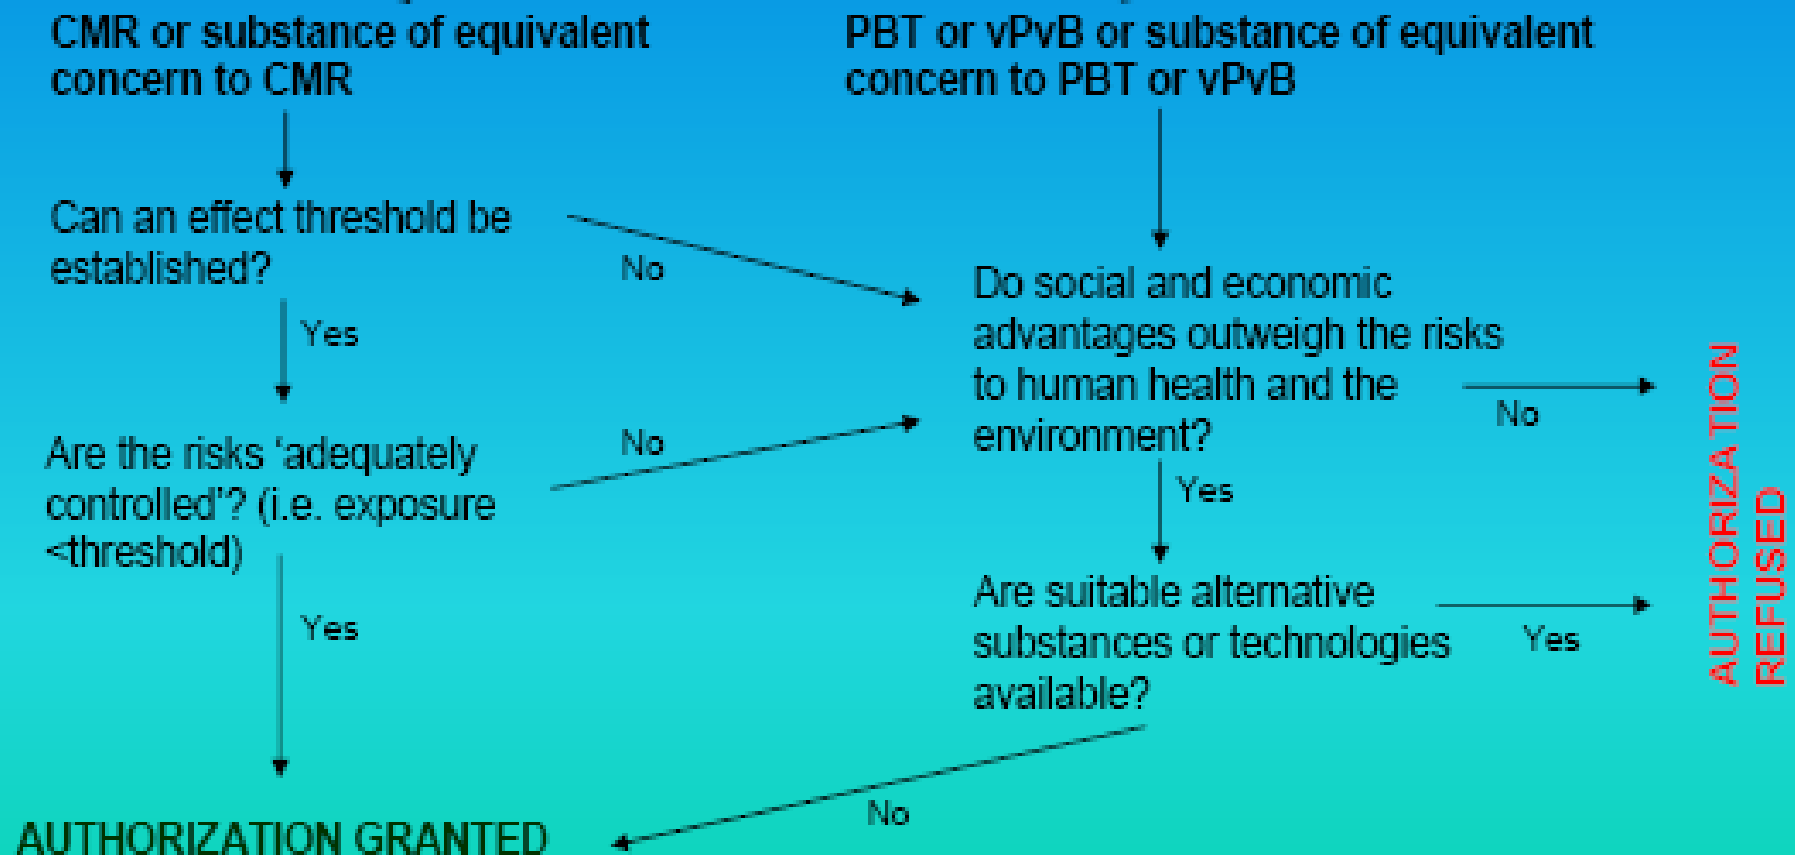 CMR or substance of equivalent
concern to CMR
PBT or vPvB or substance of equivalent
concern to PBT or vPvB
Can an effect threshold be
established?
No
Yes
Do social and economic
advantages outweigh the risks
to human health and the
environment?
No
Yes
Are the risks ‘adequately
controlled’? (i.e. exposure
<threshold)
No
Yes
Are suitable alternative
substances or technologies
available?
Yes
No
AUTHORIZATION
REFUSED
AUTHORIZATION GRANTED